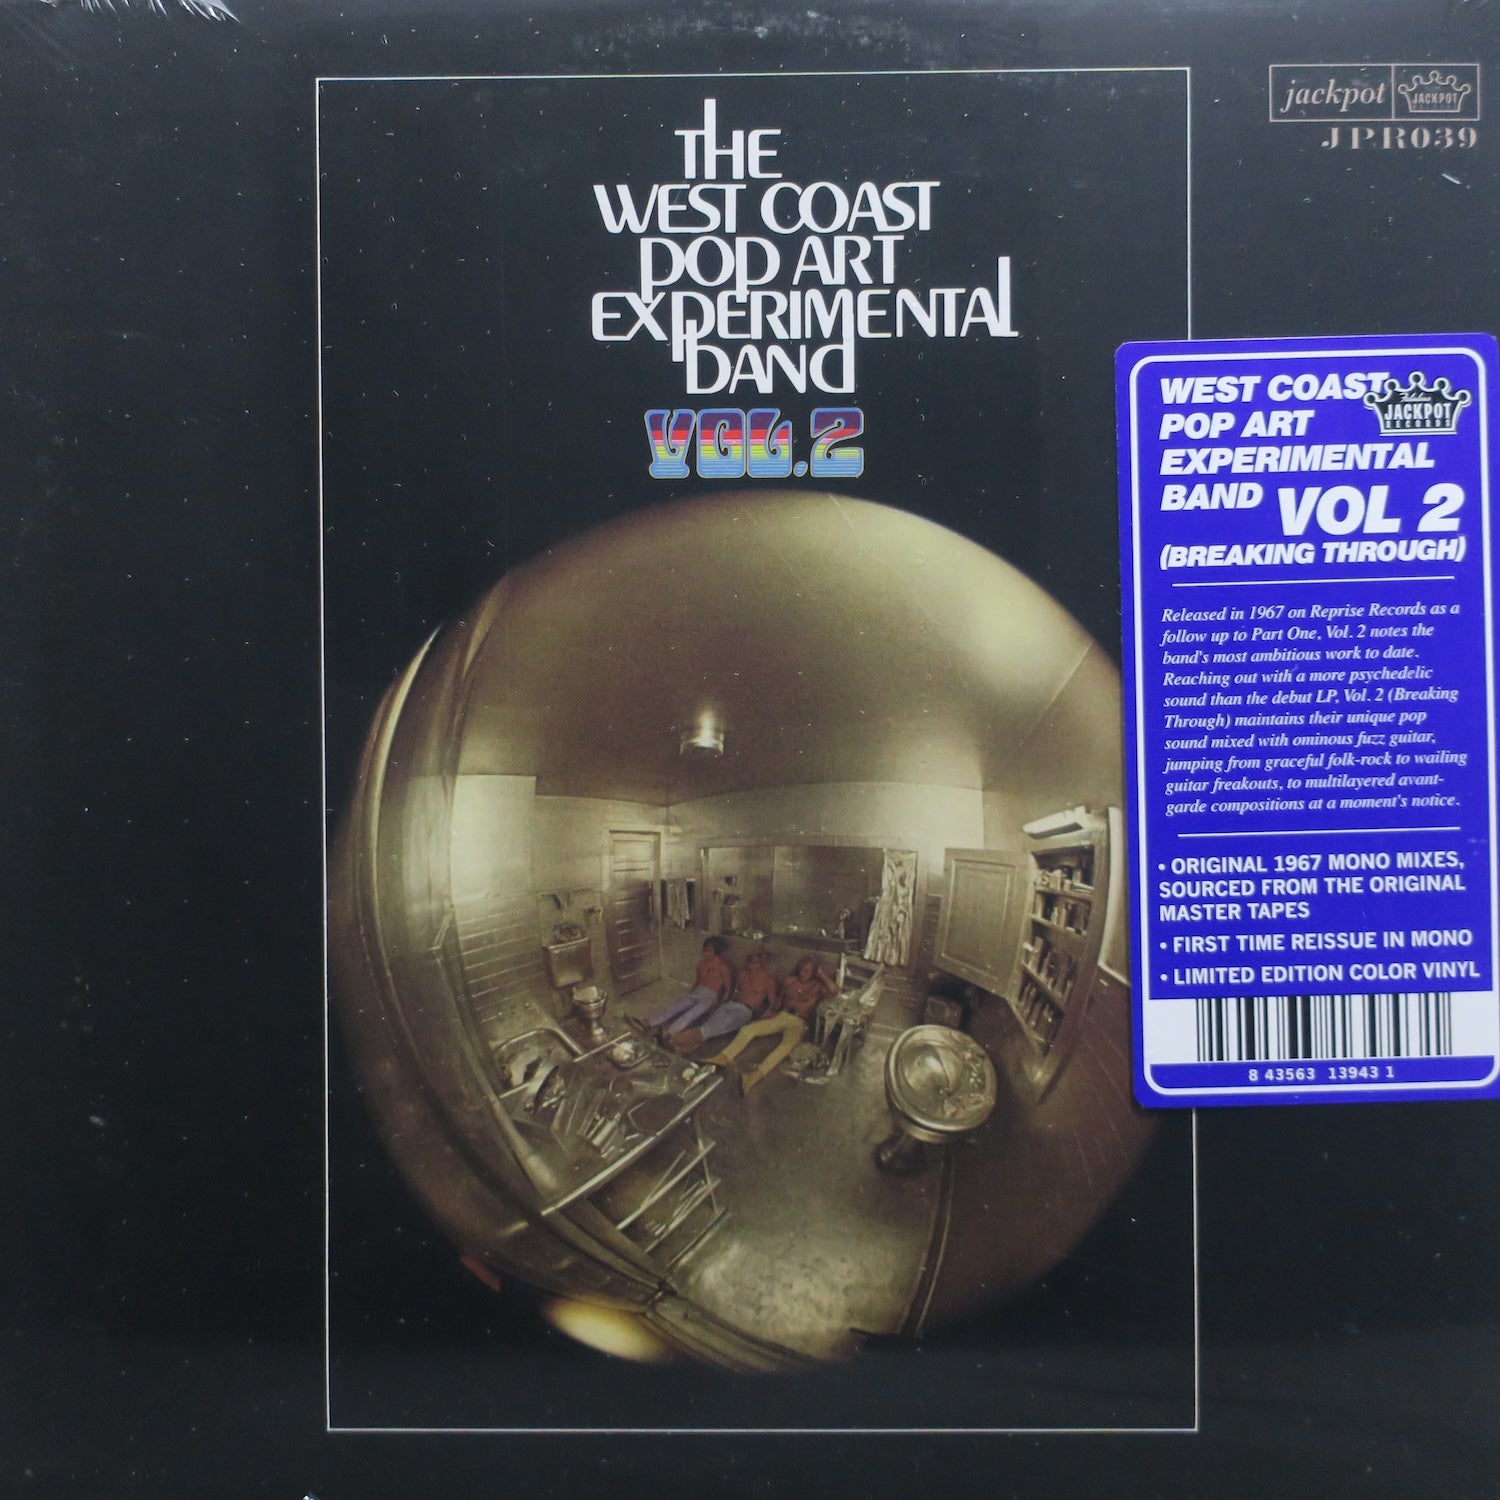 THE
WEST COAST
POP ART
EXPERIMENTAL
BAND
VOL.2
jackpot
JACKPOT
RECORDS
JPR039
WEST COAST
POP ART
EXPERIMENTAL
BAND VOL 2
(BREAKING THROUGH)
Fabulous
JACKPOT
RECORDS
Released in 1967 on Reprise Records as a
follow up to Part One, Vol. 2 notes the
band's most ambitious work to date.
Reaching out with a more psychedelic
sound than the debut LP, Vol. 2 (Breaking
Through) maintains their unique pop
sound mixed with ominous fuzz guitar,
jumping from graceful folk-rock to wailing
guitar freakouts, to multilayered avant-
garde compositions at a moment's notice.
• ORIGINAL 1967 MONO MIXES,
SOURCED FROM THE ORIGINAL
MASTER TAPES
• FIRST TIME REISSUE IN MONO
• LIMITED EDITION COLOR VINYL
8 43563 13943 1